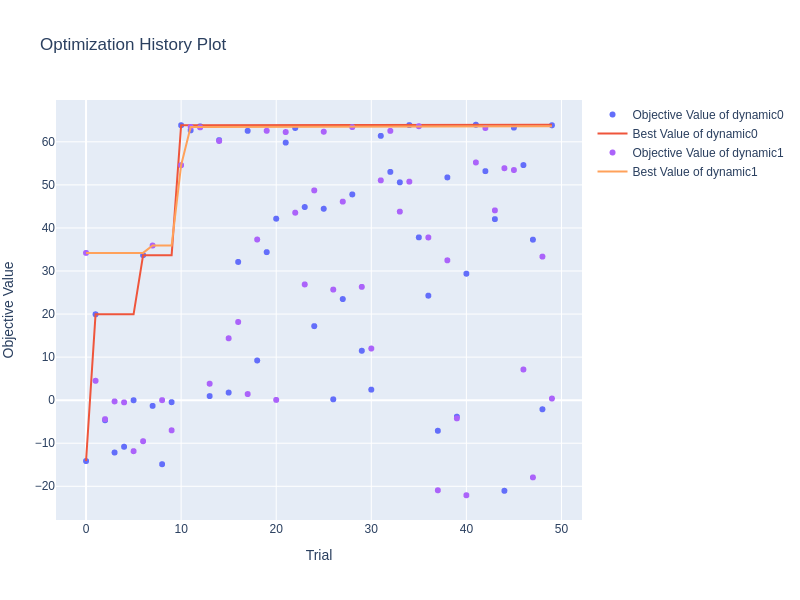 Optimization History Plot
Objective Value of dynamic0
Best Value of dynamic0
Objective Value of dynamic1
Best Value of dynamic1
60
50
40
30
20
10
0
−10
−20
Objective Value
0
10
20
30
40
50
Trial